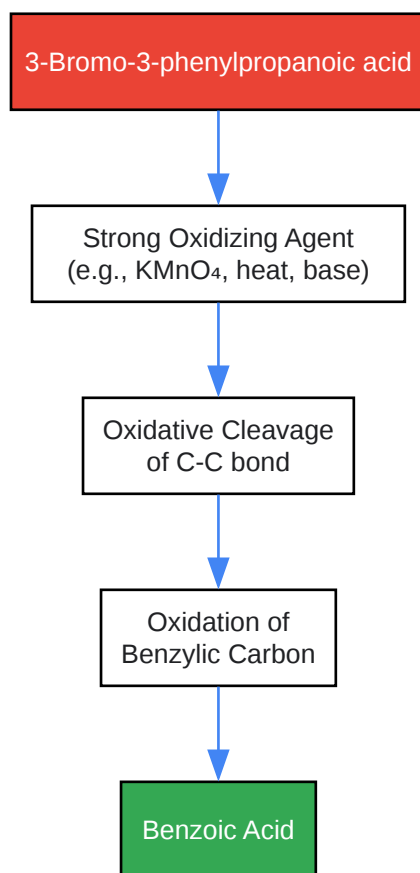 3-Bromo-3-phenylpropanoic acid
Strong Oxidizing Agent
(e.g., KMnO₄, heat, base)
Oxidative Cleavage
of C-C bond
Oxidation of
Benzylic Carbon
Benzoic Acid